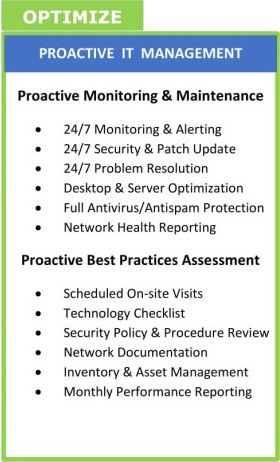 OPTIMIZE
PROACTIVE IT MANAGEMENT
Proactive Monitoring & Maintenance
• 24/7 Monitoring & Alerting
• 24/7 Security & Patch Update
• 24/7 Problem Resolution
• Desktop & Server Optimization
• Full Antivirus/Antispam Protection
• Network Health Reporting
Proactive Best Practices Assessment
• Scheduled On-site Visits
• Technology Checklist
• Security Policy & Procedure Review
• Network Documentation
• Inventory & Asset Management
• Monthly Performance Reporting